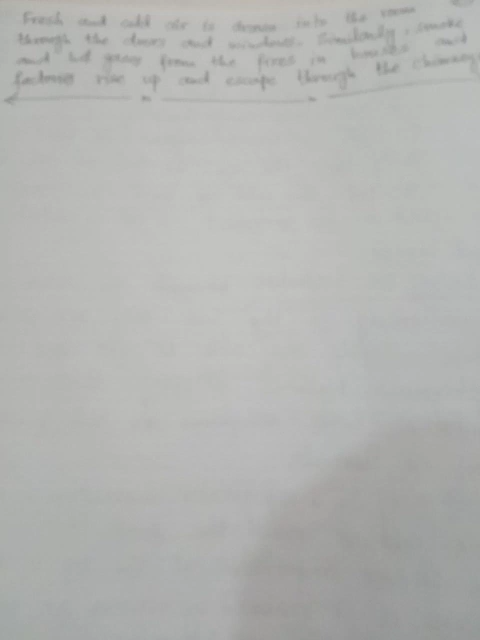 Fresh and cold air is drawn into the room
through the doors and windows. Similarly, smoke
and hot gases from the fires in houses and
factories rise up and escape through the chimney